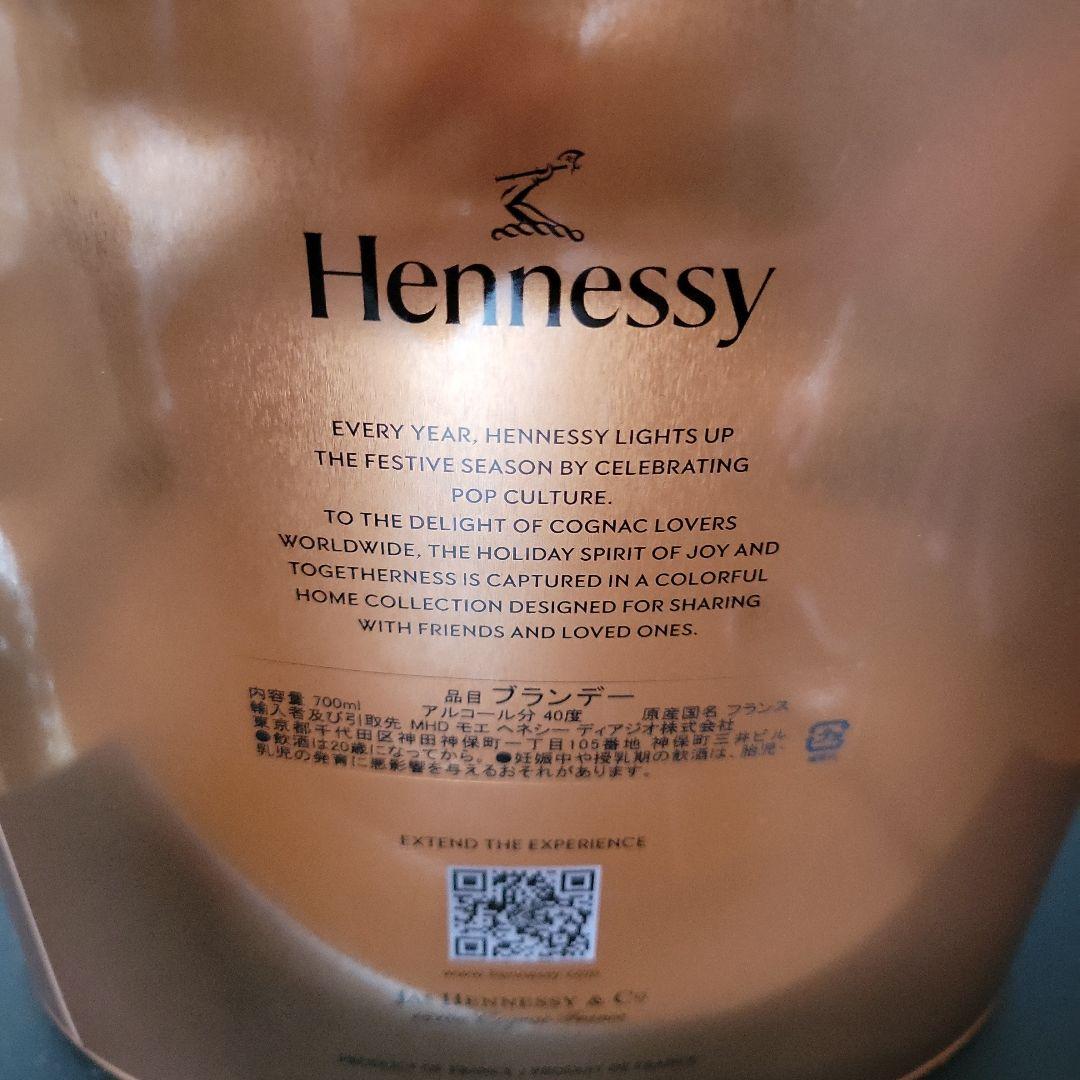 Hennessy
EVERY YEAR, HENNESSY LIGHTS UP
THE FESTIVE SEASON BY CELEBRATING
POP CULTURE.
TO THE DELIGHT OF COGNAC LOVERS
WORLDWIDE, THE HOLIDAY SPIRIT OF JOY AND
TOGETHERNESS IS CAPTURED IN A COLORFUL
HOME COLLECTION DESIGNED FOR SHARING
WITH FRIENDS AND LOVED ONES.
内容量 700ml 品目 ブランデー
アルコール分 40度 原産国名 フランス
輸入者及び引取先 MHD モエ ヘネシー ディアジオ株式会社
東京都千代田区神田神保町一丁目105番地 神保町三井ビル
●飲酒は20歳になってから。●妊娠中や授乳期の飲酒は、胎児・
乳児の発育に悪影響を与えるおそれがあります。
EXTEND THE EXPERIENCE
www.hennessy.com
JAS HENNESSY & Co